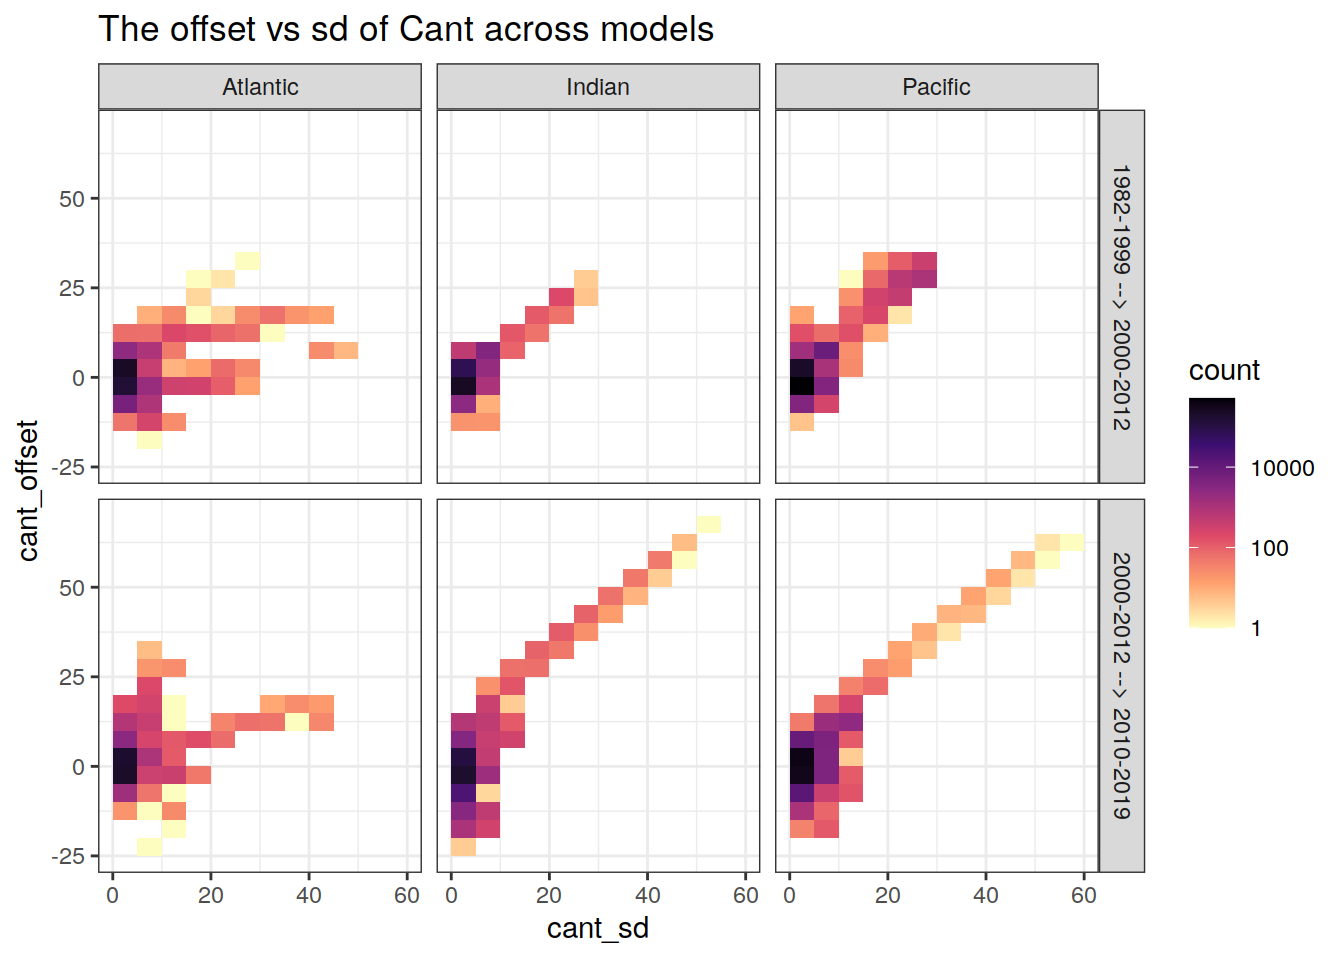 The offset vs sd of Cant across models
Atlantic
Indian
Pacific
50
25
0
-25
1982-1999 --> 2000-2012
50
25
0
-25
2000-2012 --> 2010-2019
cant_offset
0 20 40 60
0 20 40 60
0 20 40 60
cant_sd
count
10000
100
1